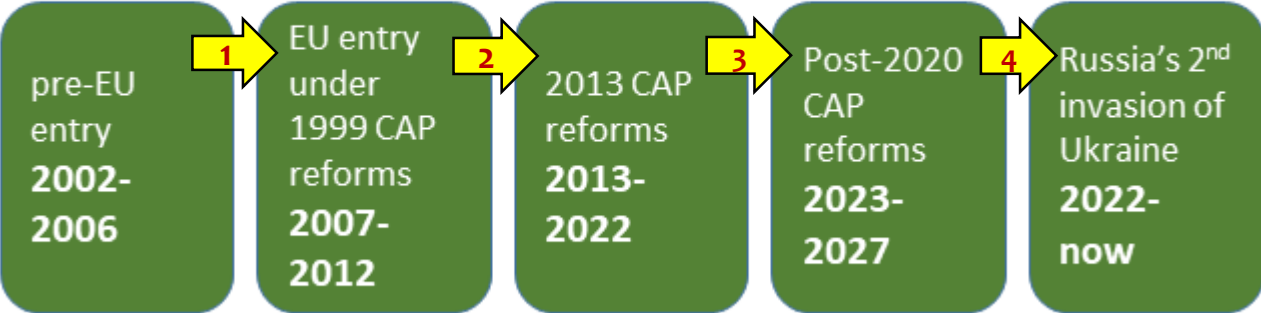 pre-EU
entry
2002-
2006
1
EU entry
under
1999 CAP
reforms
2007-
2012
2
2013 CAP
reforms
2013-
2022
3
Post-2020
CAP
reforms
2023-
2027
4
Russia’s 2nd
invasion of
Ukraine
2022-
now